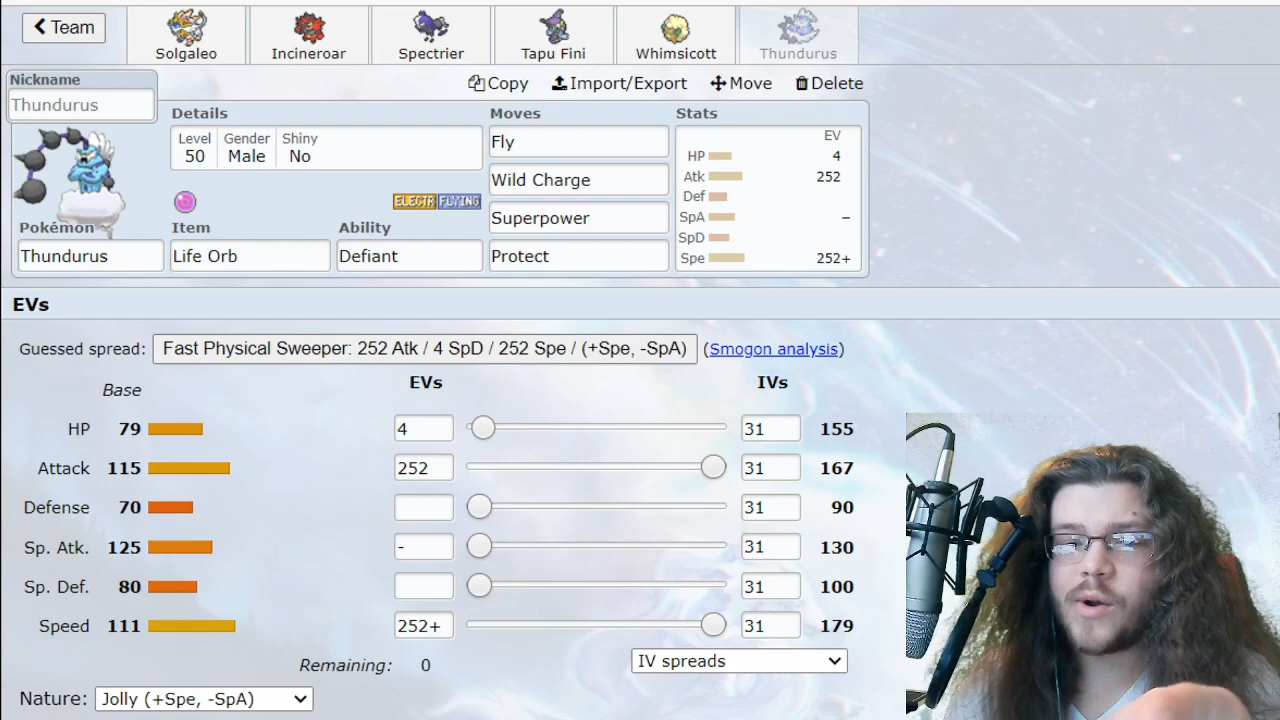 Team
Solgaleo
Incineroar
Spectrier
Tapu Fini
Whimsicott
Thundurus
Nickname
Thundurus
Copy
Import/Export
Move
Delete
Details
Level
Gender
Shiny
50
Male
No
ELECTR
FLYING
Pokémon
Item
Ability
Thundurus
Life Orb
Defiant
Moves
Fly
Wild Charge
Superpower
Protect
Stats
EV
HP 4
Atk 252
Def
SpA –
SpD
Spe 252+
EVs
Guessed spread: Fast Physical Sweeper: 252 Atk / 4 SpD / 252 Spe / (+Spe, -SpA) (Smogon analysis)
Base EVs IVs
HP 79 4 31 155
Attack 115 252 31 167
Defense 70 31 90
Sp. Atk. 125 - 31 130
Sp. Def. 80 31 100
Speed 111 252+ 31 179
Remaining: 0 IV spreads
Nature: Jolly (+Spe, -SpA)